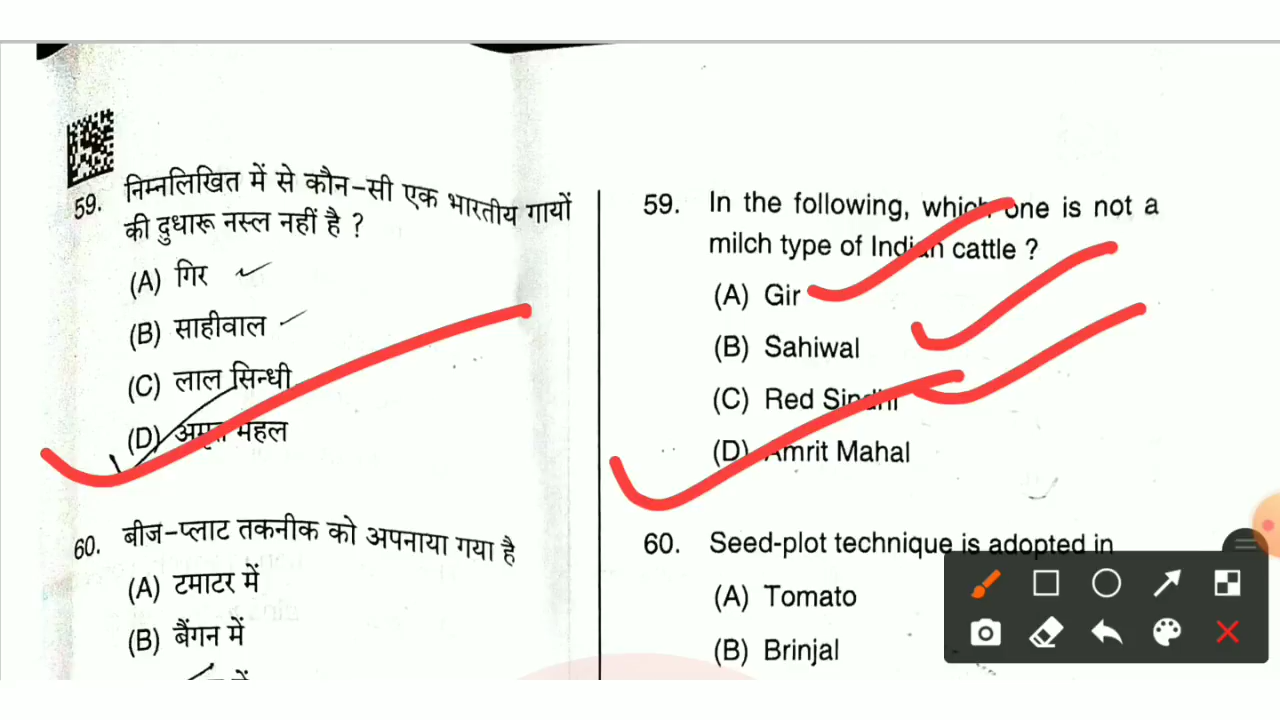 59. निम्नलिखित में से कौन-सी एक भारतीय गायों
की दुधारू नस्ल नहीं है ?
(A) गिर
(B) साहीवाल
(C) लाल सिन्धी
(D) अमृत महल
60. बीज-प्लाट तकनीक को अपनाया गया है
(A) टमाटर में
(B) बैंगन में
59. In the following, which one is not a
milch type of Indian cattle ?
(A) Gir
(B) Sahiwal
(C) Red Sindhi
(D) Amrit Mahal
60. Seed-plot technique is adopted in
(A) Tomato
(B) Brinjal